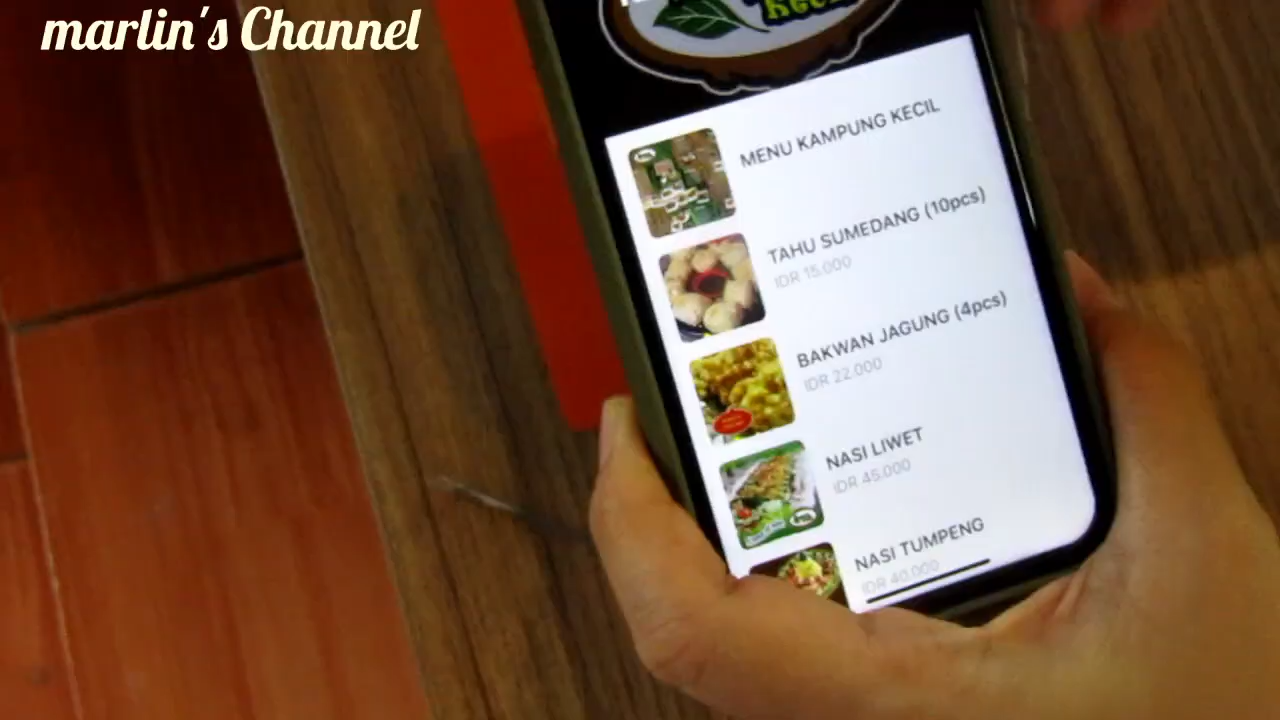 marlin's Channel
MENU KAMPUNG KECIL
TAHU SUMEDANG (10pcs)
IDR 15.000
BAKWAN JAGUNG (4pcs)
IDR 22.000
NASI LIWET
IDR 45.000
NASI TUMPENG
IDR 40.000